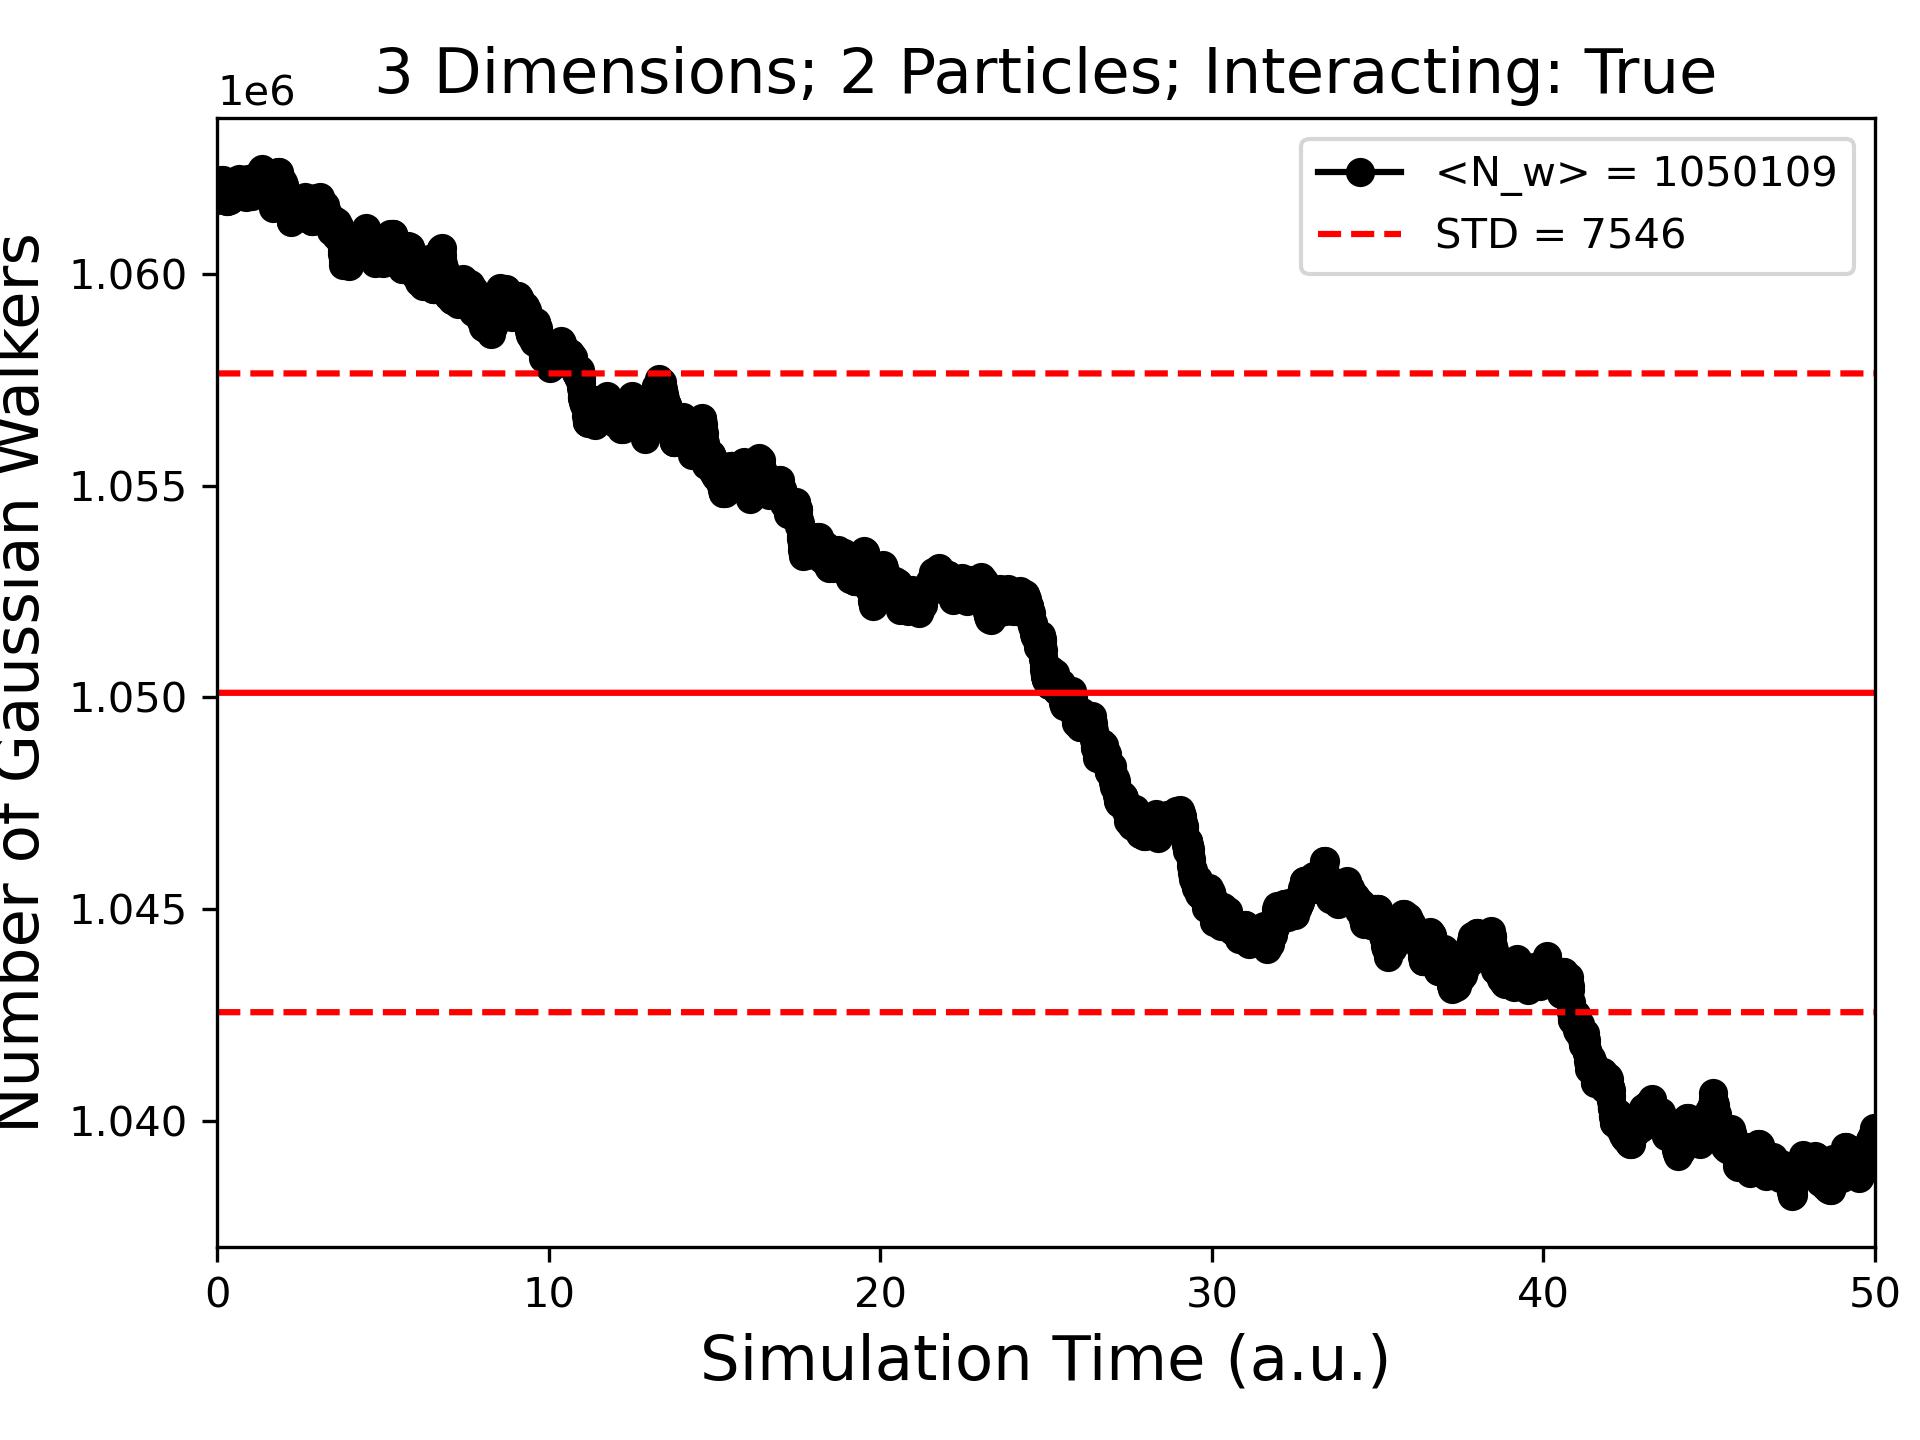 3 Dimensions; 2 Particles; Interacting: True
1e6
<N_w> = 1050109
STD = 7546
Number of Gaussian Walkers
1.060
1.055
1.050
1.045
1.040
0 10 20 30 40 50
Simulation Time (a.u.)